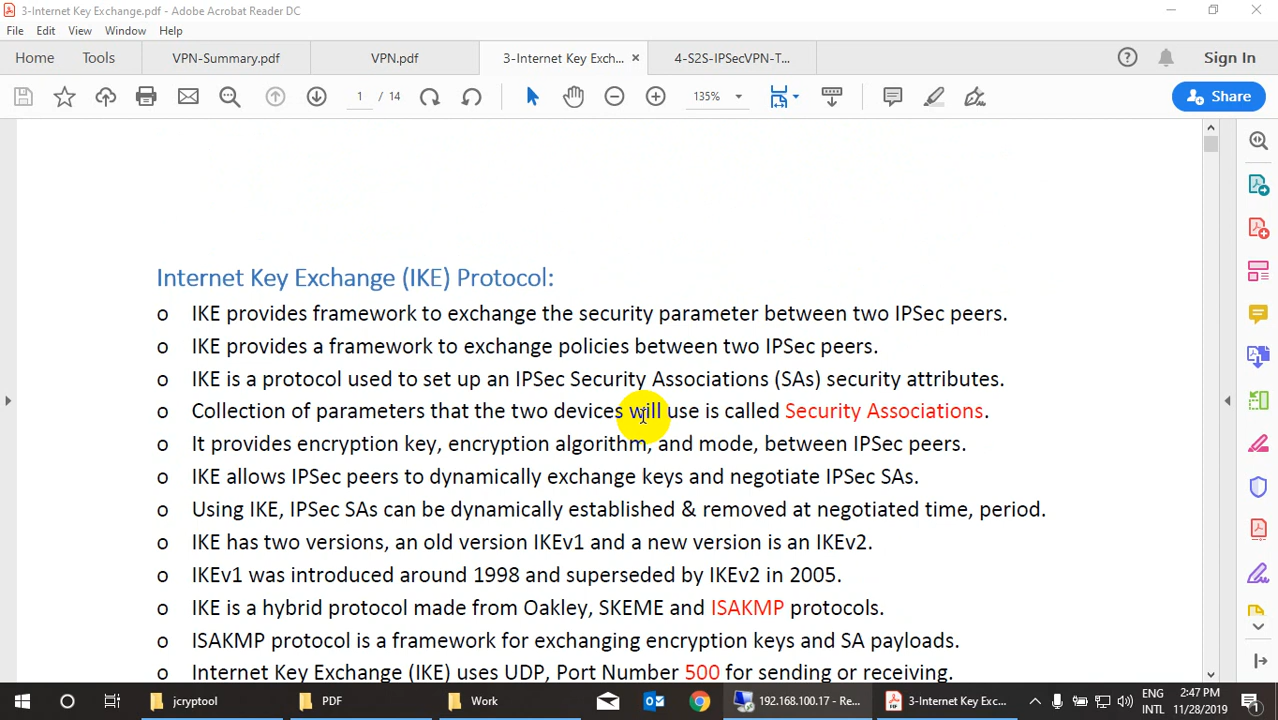 3-Internet Key Exchange.pdf - Adobe Acrobat Reader DC
File Edit View Window Help
Home Tools VPN-Summary.pdf VPN.pdf 3-Internet Key Exch... × 4-S2S-IPSecVPN-T... Sign In
1 / 14 135% Share
Internet Key Exchange (IKE) Protocol:
o IKE provides framework to exchange the security parameter between two IPSec peers.
o IKE provides a framework to exchange policies between two IPSec peers.
o IKE is a protocol used to set up an IPSec Security Associations (SAs) security attributes.
o Collection of parameters that the two devices will use is called Security Associations.
o It provides encryption key, encryption algorithm, and mode, between IPSec peers.
o IKE allows IPSec peers to dynamically exchange keys and negotiate IPSec SAs.
o Using IKE, IPSec SAs can be dynamically established & removed at negotiated time, period.
o IKE has two versions, an old version IKEv1 and a new version is an IKEv2.
o IKEv1 was introduced around 1998 and superseded by IKEv2 in 2005.
o IKE is a hybrid protocol made from Oakley, SKEME and ISAKMP protocols.
o ISAKMP protocol is a framework for exchanging encryption keys and SA payloads.
o Internet Key Exchange (IKE) uses UDP, Port Number 500 for sending or receiving.
jcryptool PDF Work 192.168.100.17 - Re... 3-Internet Key Exc... ENG 2:47 PM
INTL 11/28/2019 1